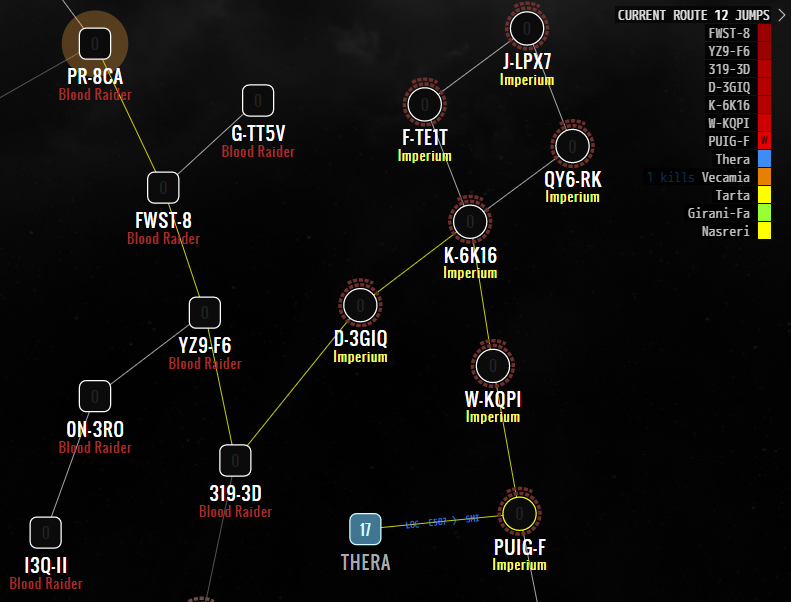 CURRENT ROUTE 12 JUMPS
FWST-8
YZ9-F6
319-3D
D-3GIQ
K-6K16
W-KQPI
PUIG-F W
Thera
1 kills Vecamia
Tarta
Girani-Fa
Nasreri
0
J-LPX7
Imperium
0
PR-8CA
Blood Raider
0
G-TT5V
Blood Raider
0
F-TE1T
Imperium
0
QY6-RK
Imperium
0
FWST-8
Blood Raider
0
K-6K16
Imperium
0
D-3GIQ
Imperium
0
YZ9-F6
Blood Raider
0
W-KQPI
Imperium
0
ON-3RO
Blood Raider
0
319-3D
Blood Raider
0
I3Q-II
Blood Raider
17
THERA
0
PUIG-F
Imperium